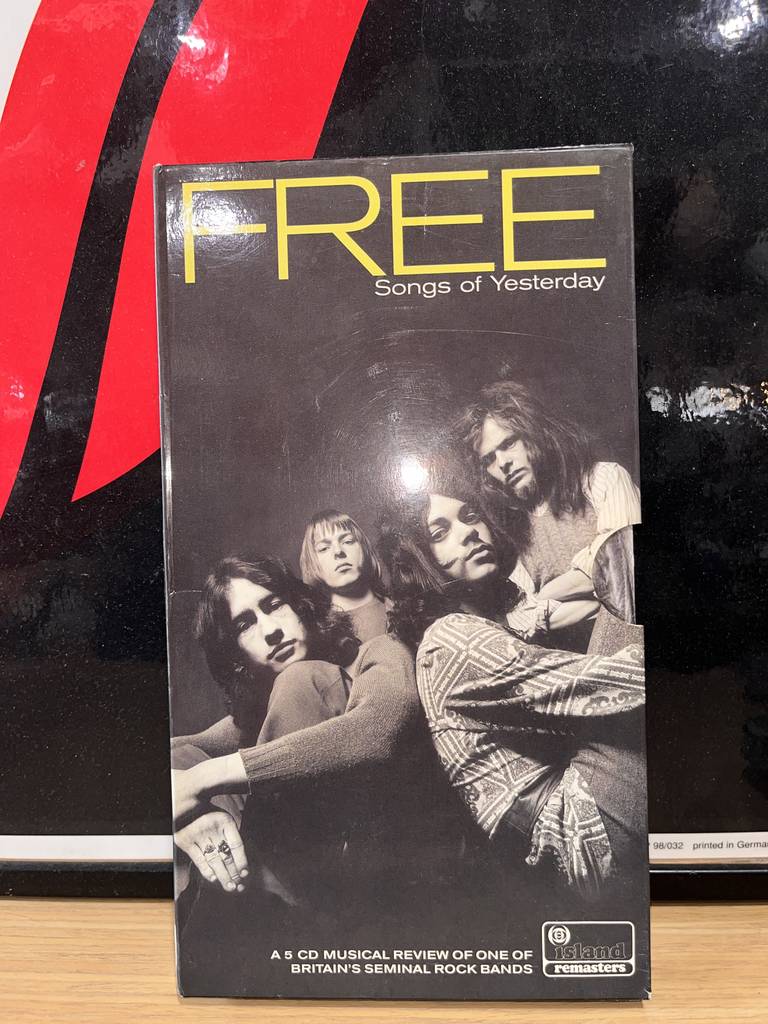 FREE
Songs of Yesterday
98/032 printed in Germa
A 5 CD MUSICAL REVIEW OF ONE OF
BRITAIN'S SEMINAL ROCK BANDS
island
remasters